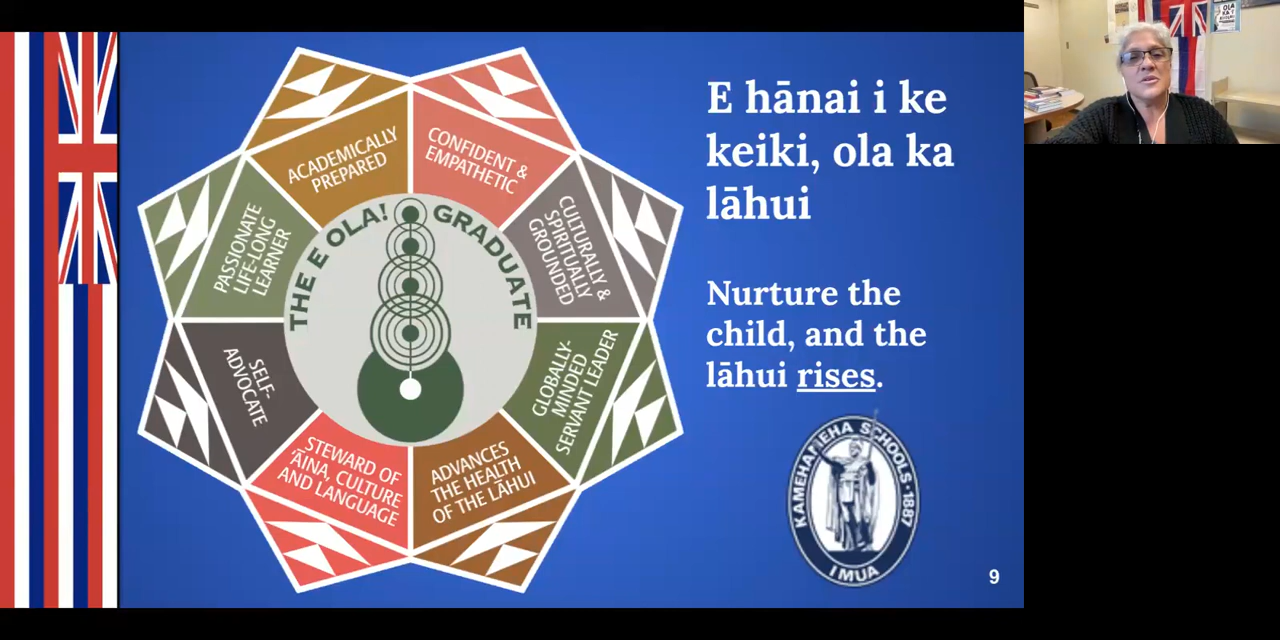 E hānai i ke
keiki, ola ka
lāhui
Nurture the
child, and the
lāhui rises.
THE E OLA! GRADUATE
ACADEMICALLY
PREPARED
CONFIDENT &
EMPATHETIC
CULTURALLY &
SPIRITUALLY
GROUNDED
GLOBALLY-
MINDED
SERVANT LEADER
ADVANCES
THE HEALTH
OF THE LĀHUI
STEWARD OF
ʻĀINA, CULTURE
AND LANGUAGE
SELF-
ADVOCATE
PASSIONATE
LIFE-LONG
LEARNER
KAMEHAMEHA SCHOOLS · 1887
I MUA
9
OLA